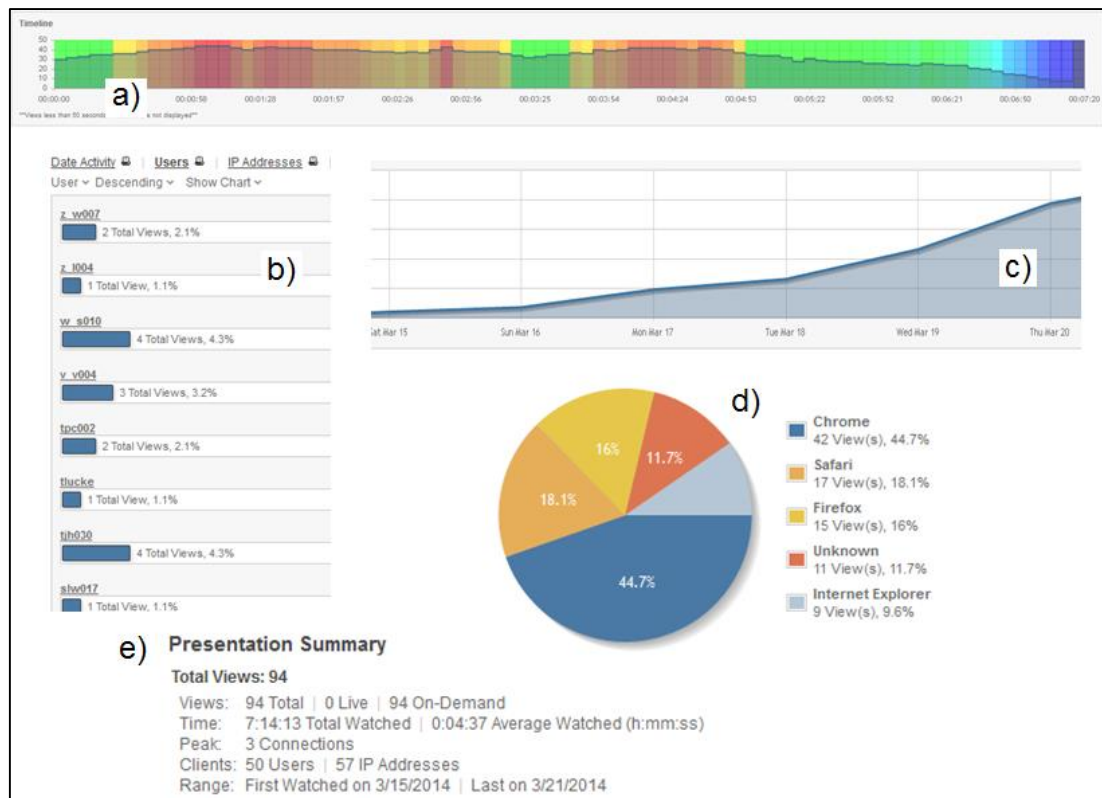 Timeline
50
40
30
20
10
0
a)
00:00:00 00:00:58 00:01:28 00:01:57 00:02:26 00:02:56 00:03:25 00:03:54 00:04:24 00:04:53 00:05:22 00:05:52 00:06:21 00:06:50 00:07:20
**Views less than 50 seconds not displayed**
Date Activity | Users | IP Addresses |
User Descending Show Chart
z_w007
2 Total Views, 2.1%
b)
z_l004
1 Total View, 1.1%
w_s010
4 Total Views, 4.3%
v_v004
3 Total Views, 3.2%
tpc002
2 Total Views, 2.1%
tlucke
1 Total View, 1.1%
tjh030
4 Total Views, 4.3%
slw017
1 Total View, 1.1%
c)
Sat Mar 15 Sun Mar 16 Mon Mar 17 Tue Mar 18 Wed Mar 19 Thu Mar 20
d)
16%
11.7%
18.1%
44.7%
Chrome
42 View(s), 44.7%
Safari
17 View(s), 18.1%
Firefox
15 View(s), 16%
Unknown
11 View(s), 11.7%
Internet Explorer
9 View(s), 9.6%
e) Presentation Summary
Total Views: 94
Views: 94 Total | 0 Live | 94 On-Demand
Time: 7:14:13 Total Watched | 0:04:37 Average Watched (h:mm:ss)
Peak: 3 Connections
Clients: 50 Users | 57 IP Addresses
Range: First Watched on 3/15/2014 | Last on 3/21/2014